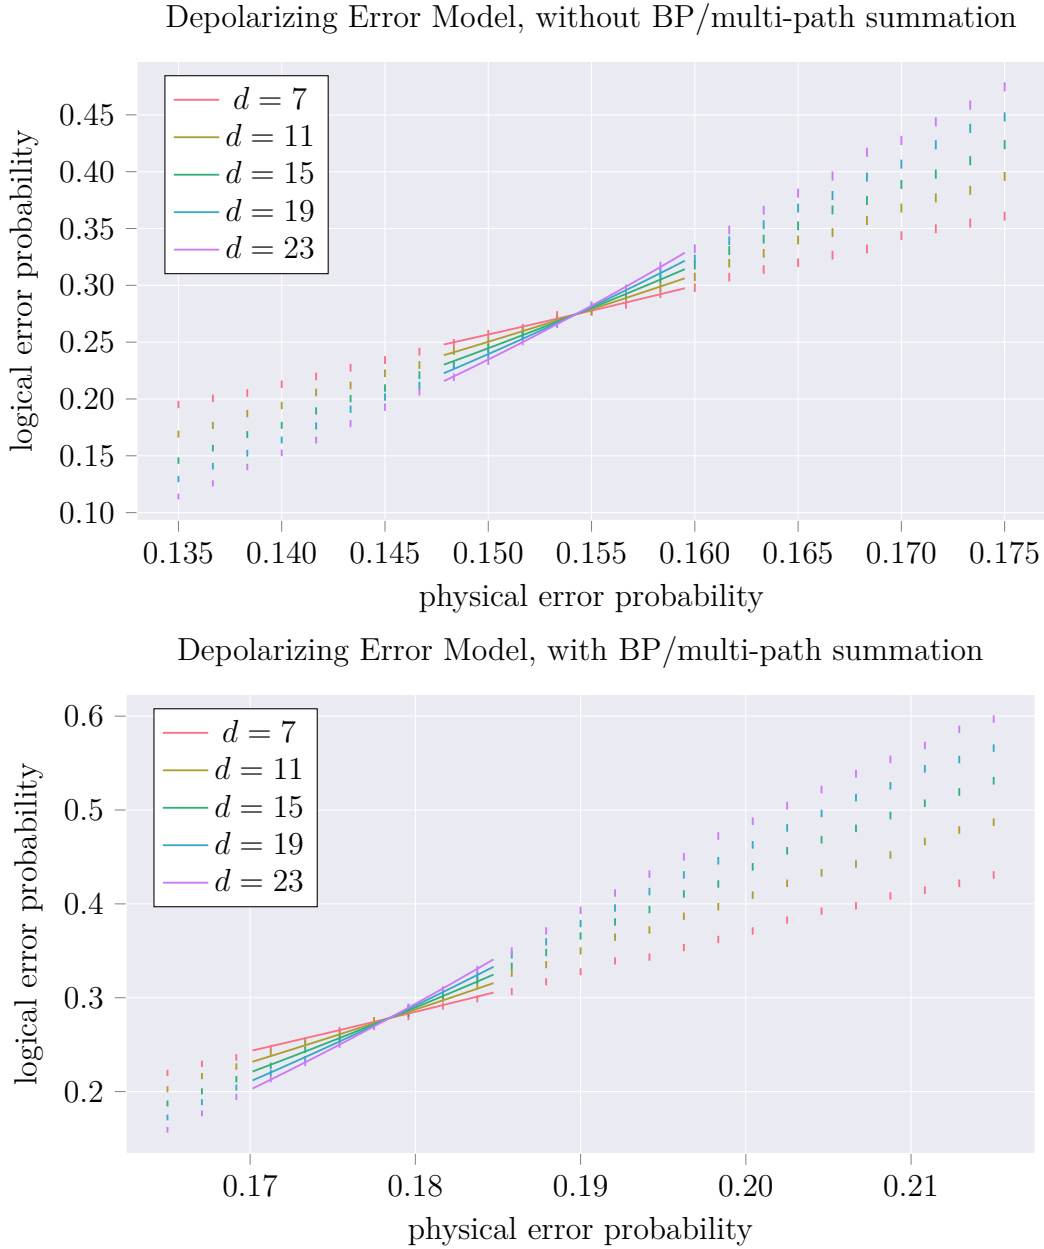 Depolarizing Error Model, without BP/multi-path summation
d = 7
d = 11
d = 15
d = 19
d = 23
logical error probability
0.45
0.40
0.35
0.30
0.25
0.20
0.15
0.10
0.135 0.140 0.145 0.150 0.155 0.160 0.165 0.170 0.175
physical error probability
Depolarizing Error Model, with BP/multi-path summation
d = 7
d = 11
d = 15
d = 19
d = 23
logical error probability
0.6
0.5
0.4
0.3
0.2
0.17 0.18 0.19 0.20 0.21
physical error probability